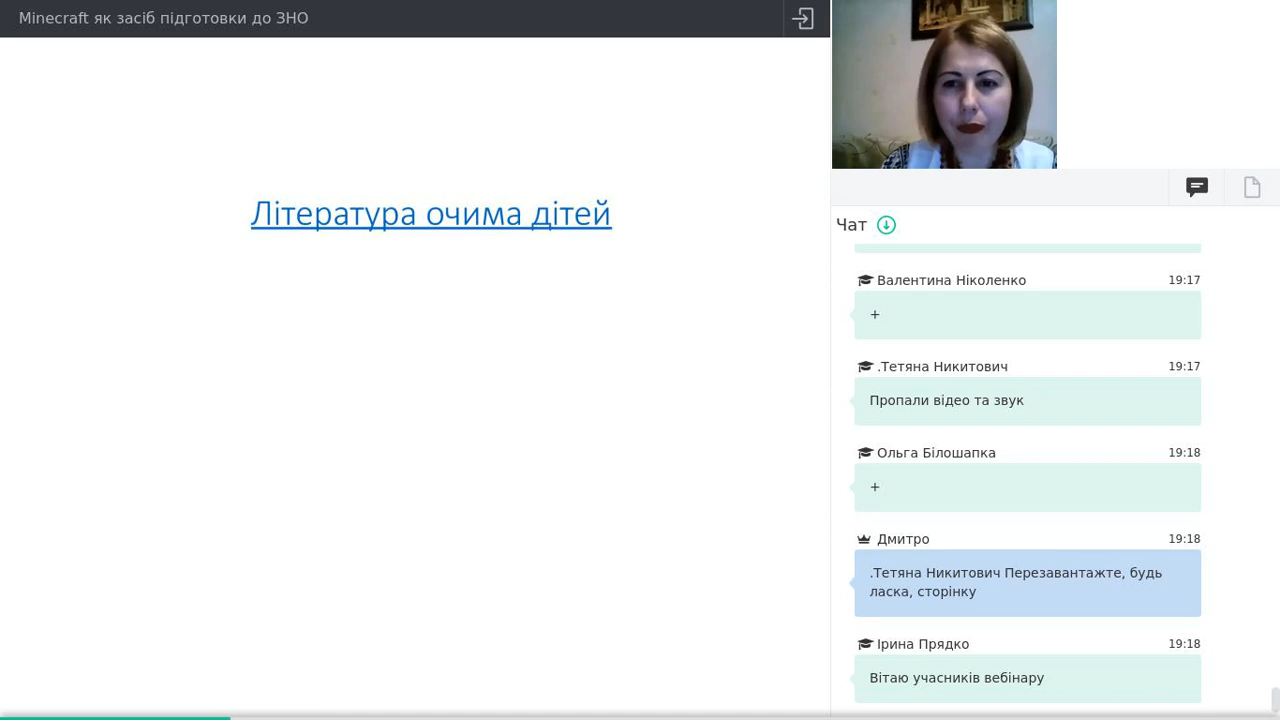 Minecraft як засіб підготовки до ЗНО
Література очима дітей
Чат
Валентина Ніколенко 19:17
+
.Тетяна Никитович 19:17
Пропали відео та звук
Ольга Білошапка 19:18
+
Дмитро 19:18
.Тетяна Никитович Перезавантажте, будь
ласка, сторінку
Ірина Прядко 19:18
Вітаю учасників вебінару